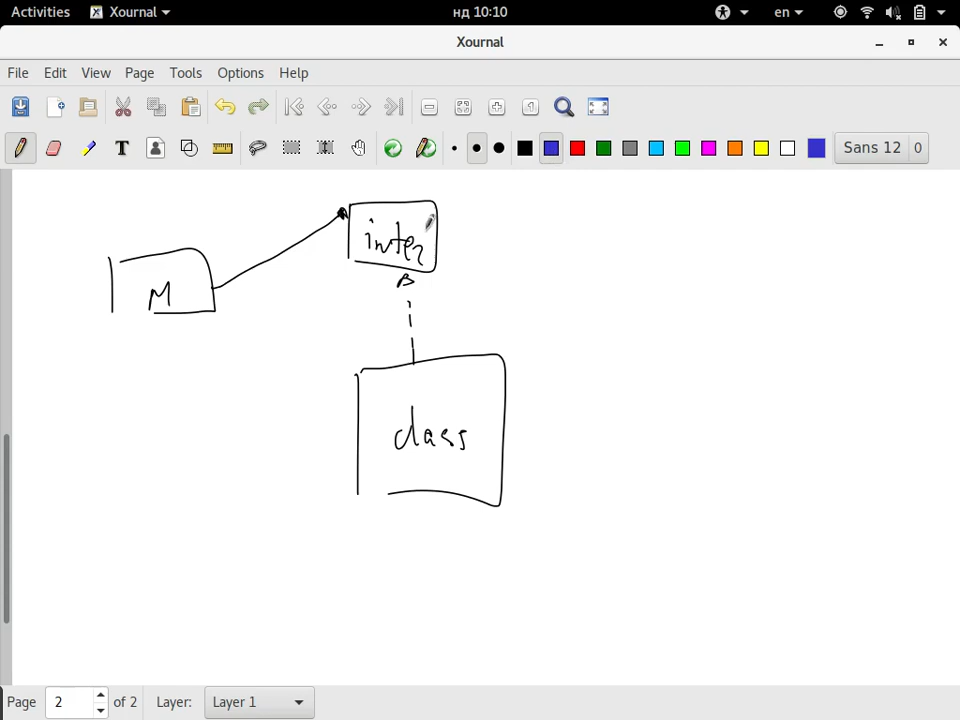 Activities Xournal нд 10:10 en
Xournal
File Edit View Page Tools Options Help
Sans 12 0
inter
M
class
Page 2 of 2 Layer: Layer 1